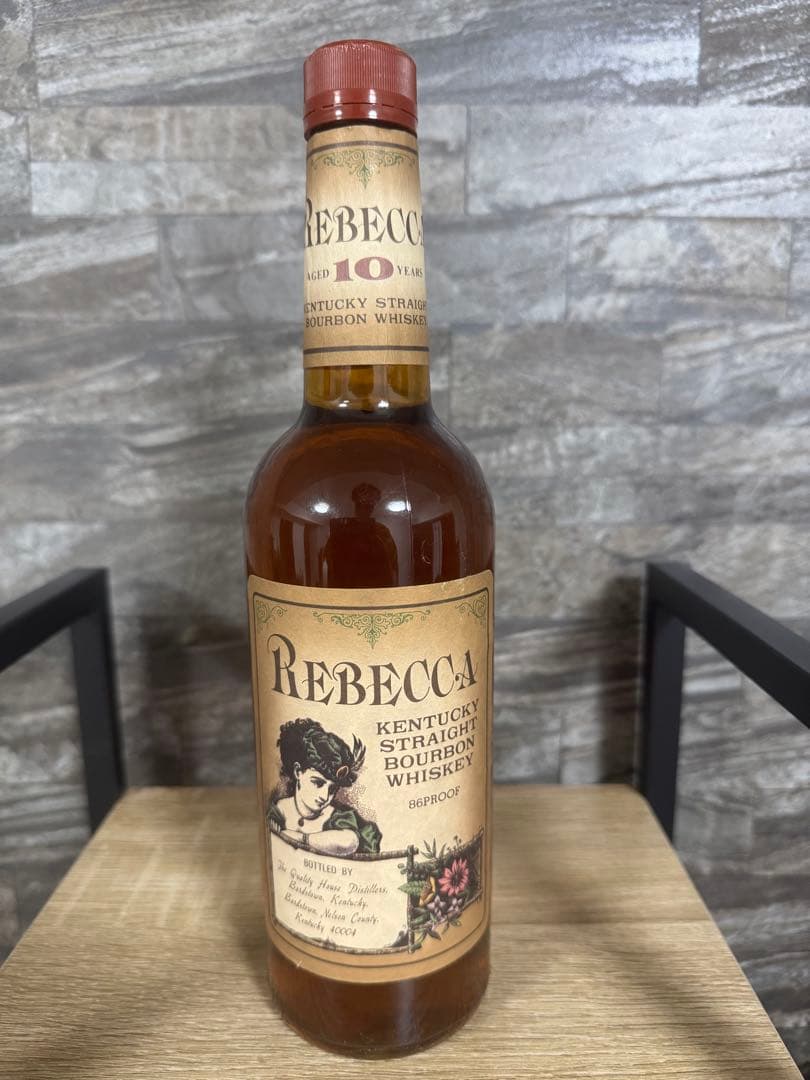 REBECCA
AGED 10 YEARS
KENTUCKY STRAIGHT
BOURBON WHISKEY
REBECCA
KENTUCKY
STRAIGHT
BOURBON
WHISKEY
86PROOF
BOTTLED BY
The Quality House Distillers,
Bardstown, Kentucky.
Bardstown, Nelson County,
Kentucky 40004